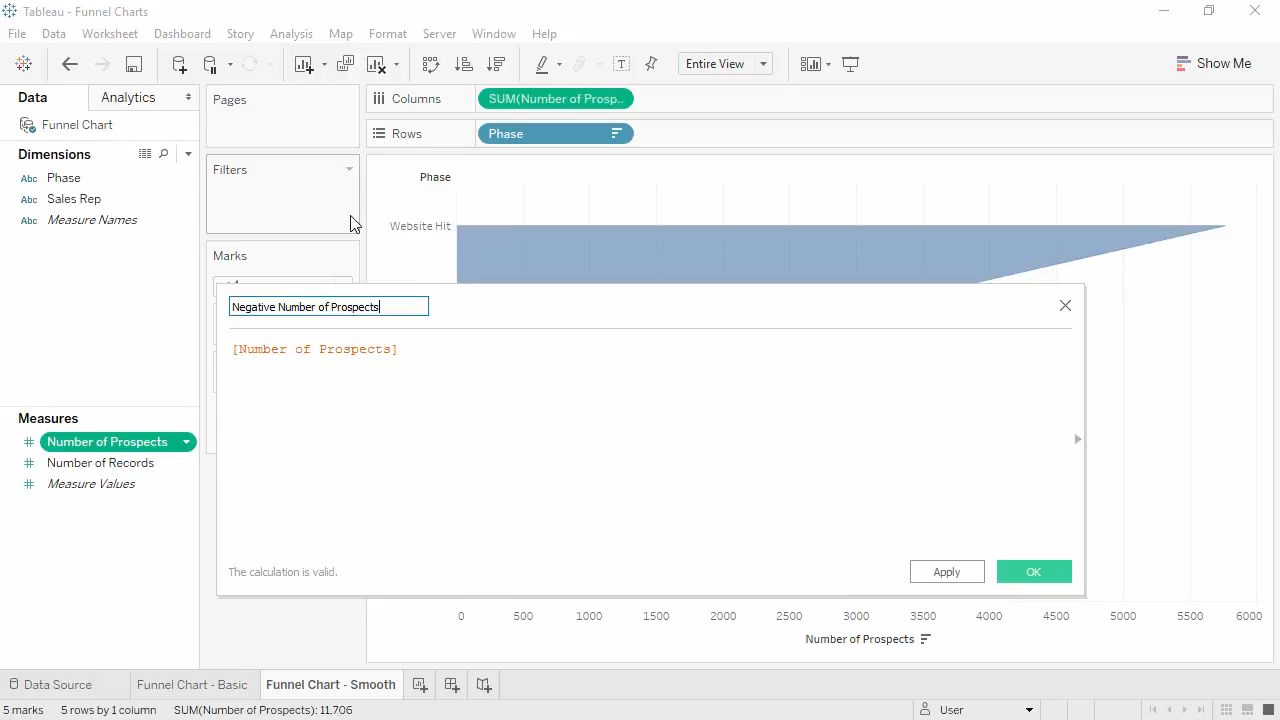 Tableau - Funnel Charts
File Data Worksheet Dashboard Story Analysis Map Format Server Window Help
Entire View
Show Me
Data Analytics
Pages
Columns SUM(Number of Prosp..
Funnel Chart
Rows Phase
Dimensions
Filters
Phase
Abc Phase
Abc Sales Rep
Abc Measure Names
Website Hit
Marks
Negative Number of Prospects
[Number of Prospects]
Measures
Number of Prospects
Number of Records
Measure Values
The calculation is valid.
Apply OK
0 500 1000 1500 2000 2500 3000 3500 4000 4500 5000 5500 6000
Number of Prospects
Data Source Funnel Chart - Basic Funnel Chart - Smooth
5 marks 5 rows by 1 column SUM(Number of Prospects): 11,706 User